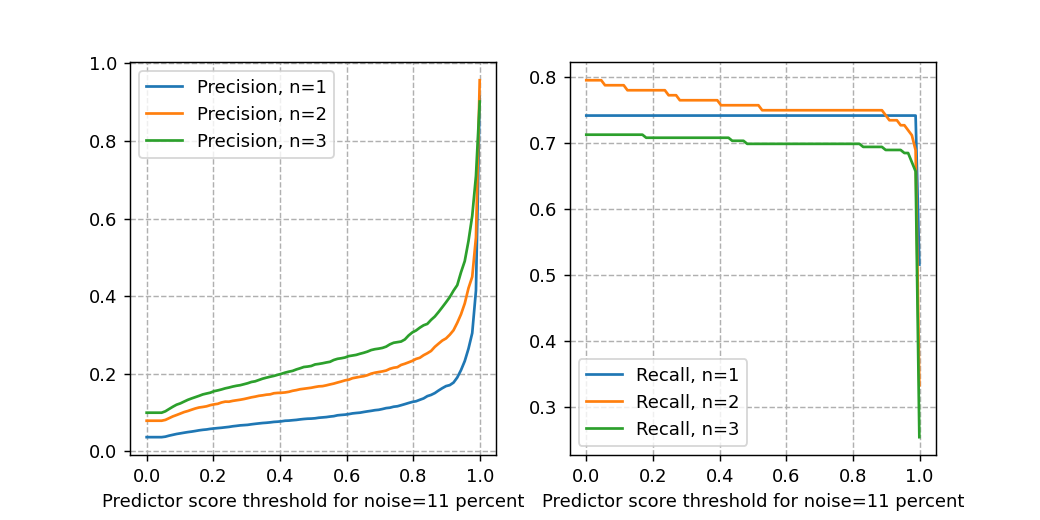 1.0
0.8
0.6
0.4
0.2
0.0
Precision, n=1
Precision, n=2
Precision, n=3
0.0 0.2 0.4 0.6 0.8 1.0
Predictor score threshold for noise=11 percent
0.8
0.7
0.6
0.5
0.4
0.3
Recall, n=1
Recall, n=2
Recall, n=3
0.0 0.2 0.4 0.6 0.8 1.0
Predictor score threshold for noise=11 percent